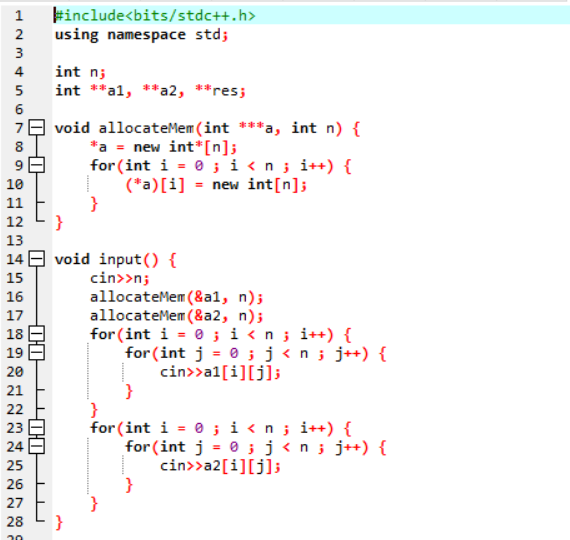 1 #include<bits/stdc++.h>
2 using namespace std;
3
4 int n;
5 int **a1, **a2, **res;
6
7 void allocateMem(int ***a, int n) {
8     *a = new int*[n];
9     for(int i = 0 ; i < n ; i++) {
10         (*a)[i] = new int[n];
11     }
12 }
13
14 void input() {
15     cin>>n;
16     allocateMem(&a1, n);
17     allocateMem(&a2, n);
18     for(int i = 0 ; i < n ; i++) {
19         for(int j = 0 ; j < n ; j++) {
20             cin>>a1[i][j];
21         }
22     }
23     for(int i = 0 ; i < n ; i++) {
24         for(int j = 0 ; j < n ; j++) {
25             cin>>a2[i][j];
26         }
27     }
28 }